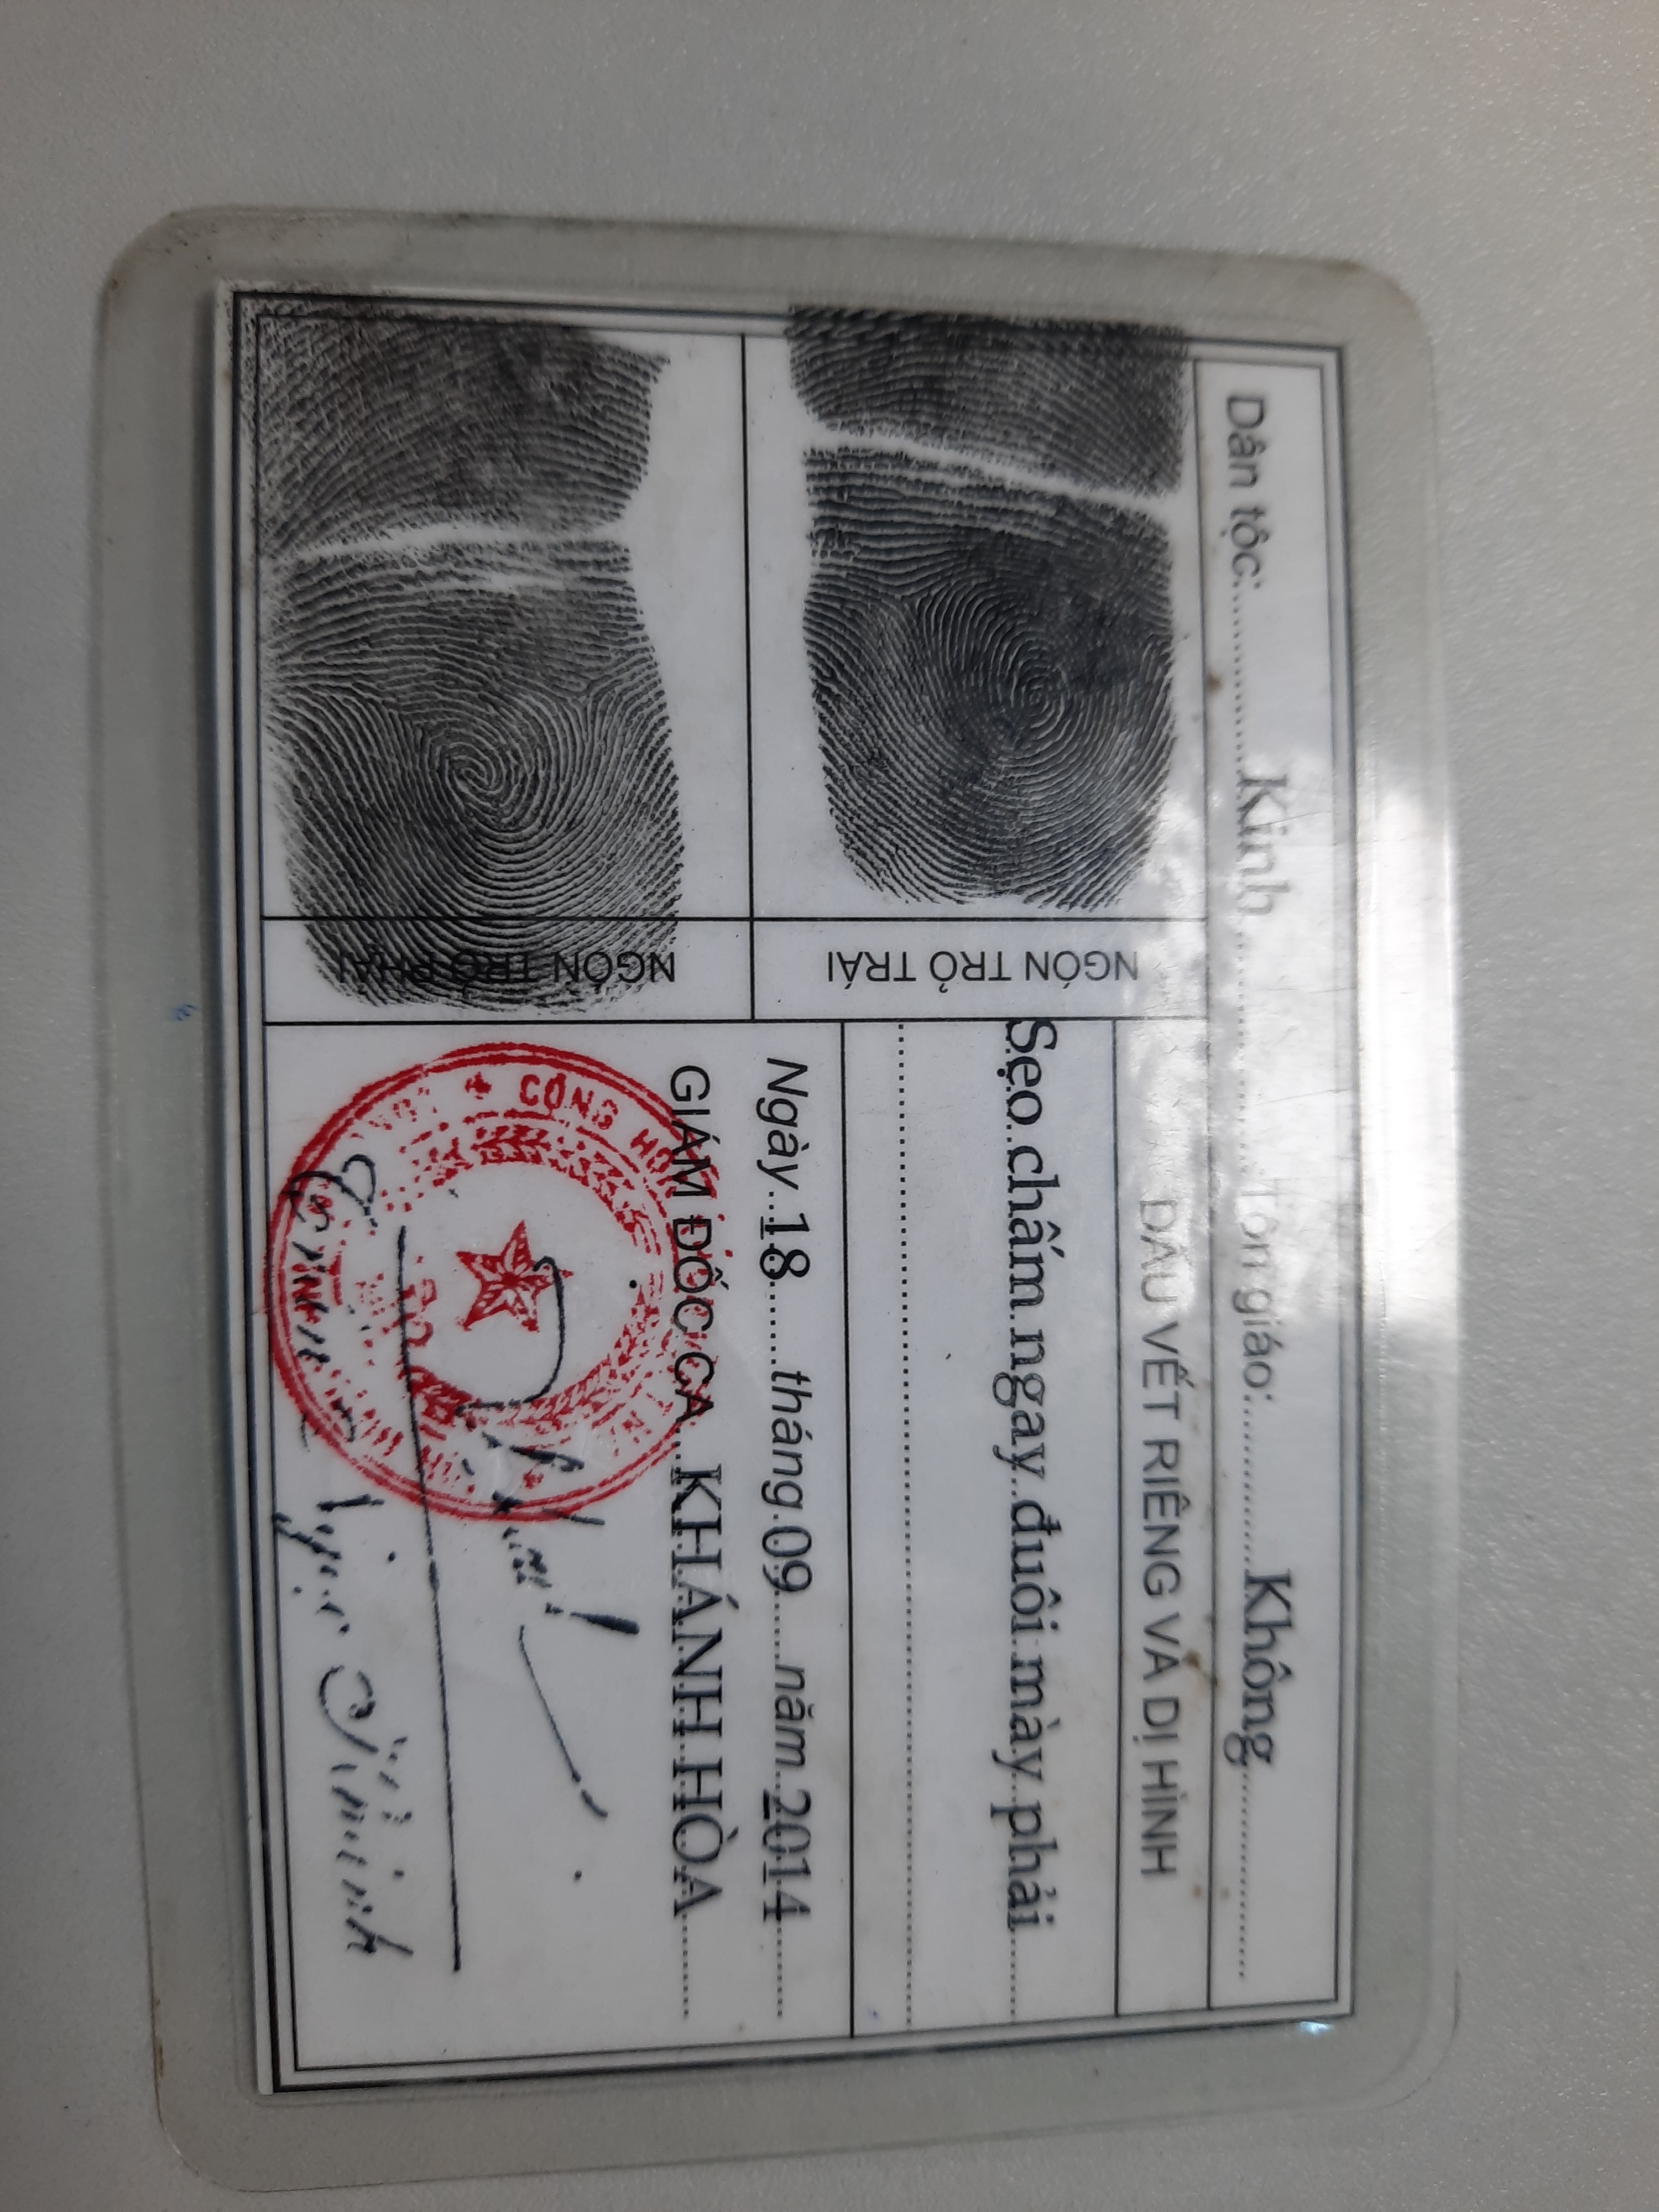 Dân tộc:............Kinh............Tôn giáo:............Không............
NGÓN TRỎ TRÁI
NGÓN TRỎ PHẢI
DẤU VẾT RIÊNG VÀ DỊ HÌNH
Sẹo chấm ngay đuôi mày phải
Ngày 18 tháng 09 năm 2014
GIÁM ĐỐC CA KHÁNH HÒA
CỘNG HÒA